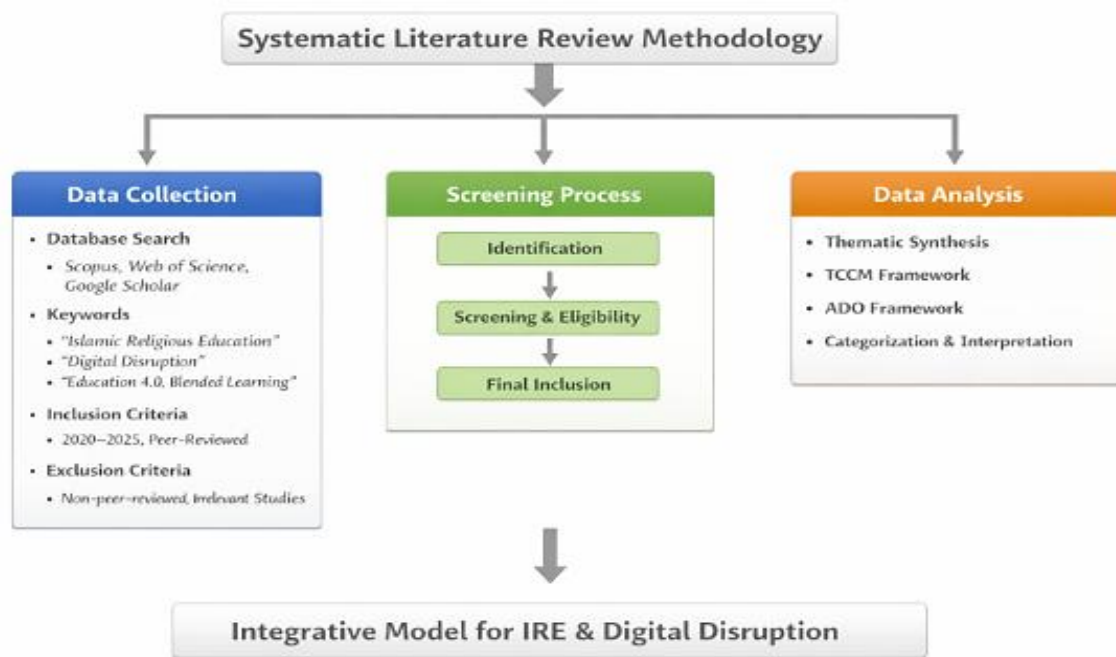 Systematic Literature Review Methodology
Data Collection
• Database Search
• Scopus, Web of Science,
Google Scholar
• Keywords
• "Islamic Religious Education"
• "Digital Disruption"
• "Education 4.0, Blended Learning"
• Inclusion Criteria
• 2020–2025, Peer-Reviewed
• Exclusion Criteria
• Non-peer-reviewed, Irrelevant Studies
Screening Process
Identification
Screening & Eligibility
Final Inclusion
Data Analysis
• Thematic Synthesis
• TCCM Framework
• ADO Framework
• Categorization & Interpretation
Integrative Model for IRE & Digital Disruption